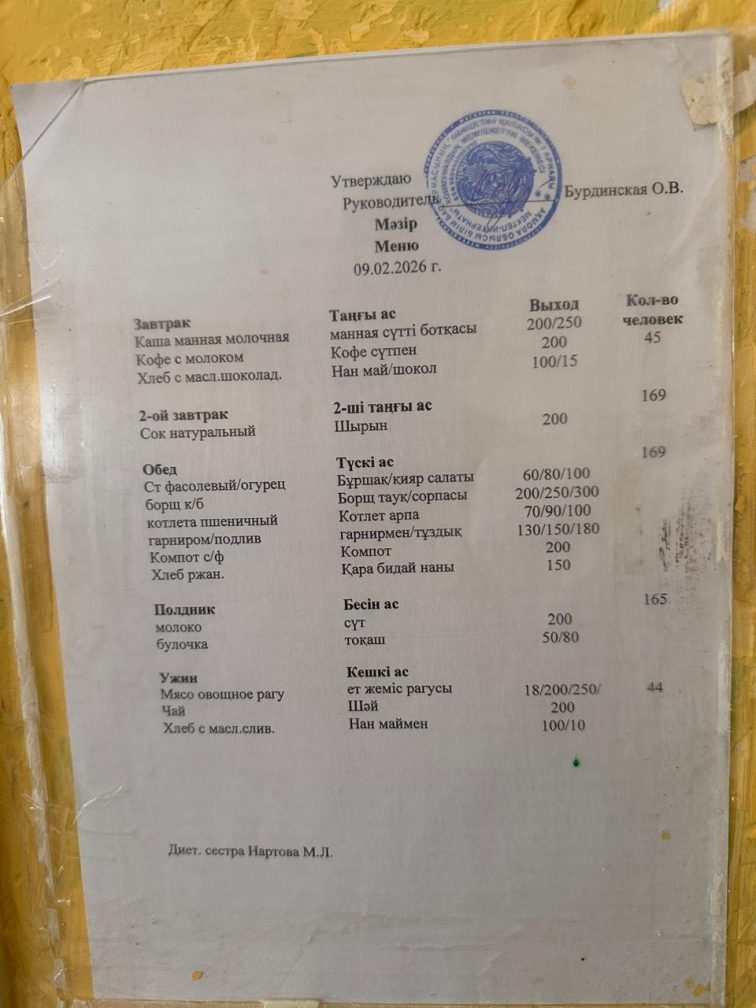 Утверждаю
Руководитель Бурдинская О.В.
Мәзір
Меню
09.02.2026 г.
Завтрак Таңғы ас Выход Кол-во человек
Каша манная молочная манная сүтті ботқасы 200/250 45
Кофе с молоком Кофе сүтпен 200
Хлеб с масл.шоколад. Нан май/шокол 100/15
169
2-ой завтрак 2-ші таңғы ас
Сок натуральный Шырын 200
169
Обед Түскі ас
Ст фасолевый/огурец Бұршақ/қияр салаты 60/80/100
борщ к/б Борщ таук/сорпасы 200/250/300
котлета пшеничный Котлет арпа 70/90/100
гарниром/подлив гарнирмен/тұздық 130/150/180
Компот с/ф Компот 200
Хлеб ржан. Қара бидай наны 150
165
Полдник Бесін ас
молоко сүт 200
булочка тоқаш 50/80
Ужин Кешкі ас
Мясо овощное рагу ет жеміс рагусы 18/200/250/ 44
Чай Шәй 200
Хлеб с масл.слив. Нан маймен 100/10
Диет. сестра Нартова М.Л.